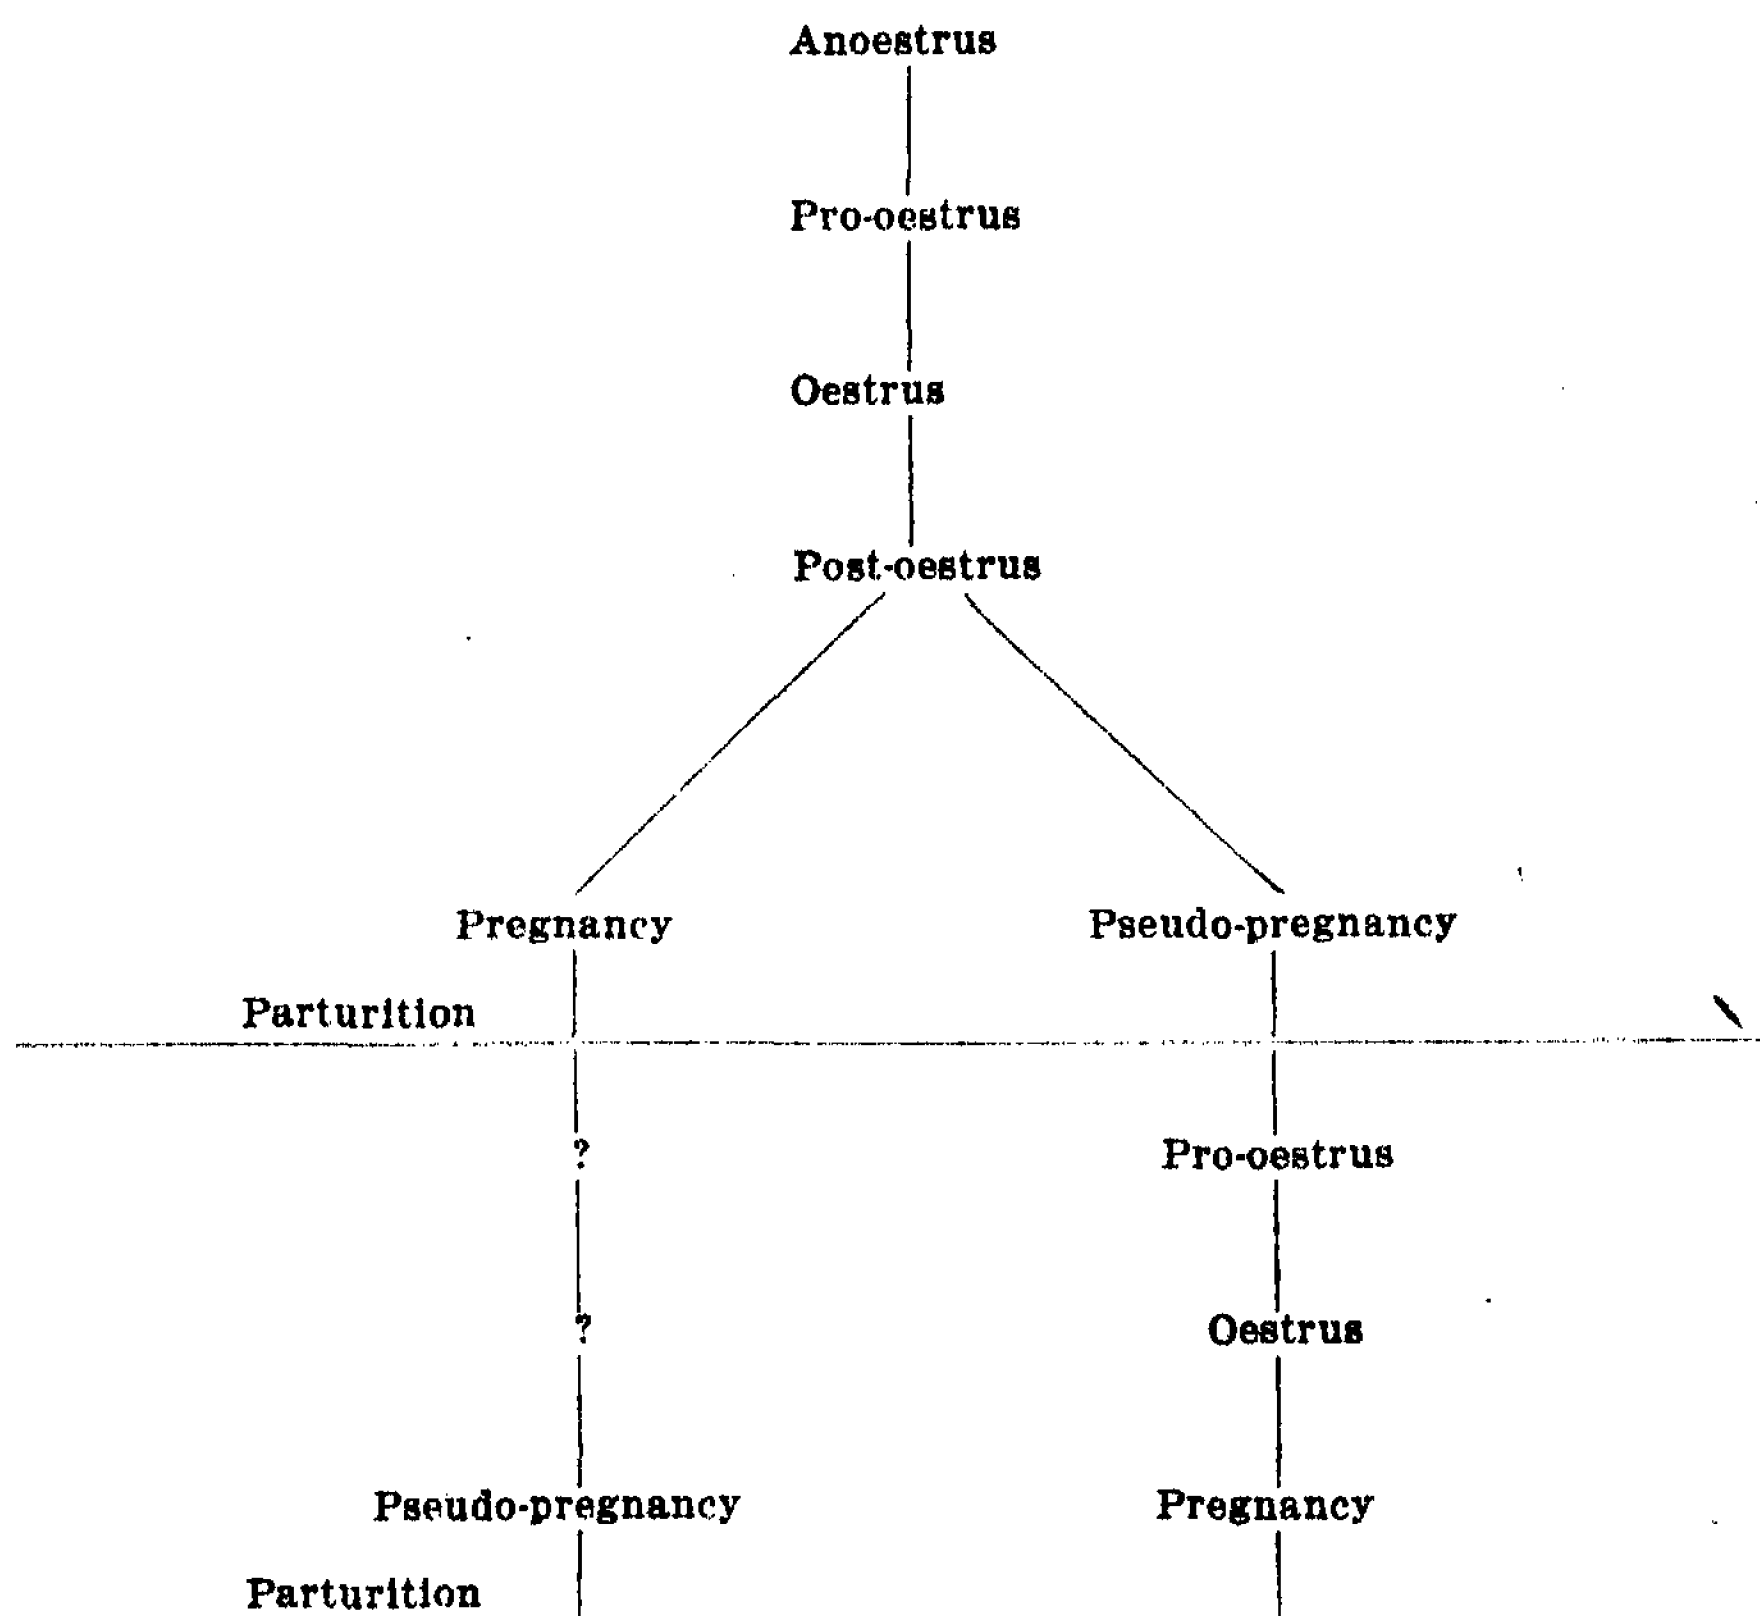 Anoestrus
Pro-oestrus
Oestrus
Post-oestrus
Pregnancy Pseudo-pregnancy
Parturition
? Pro-oestrus
? Oestrus
Pseudo-pregnancy Pregnancy
Parturition